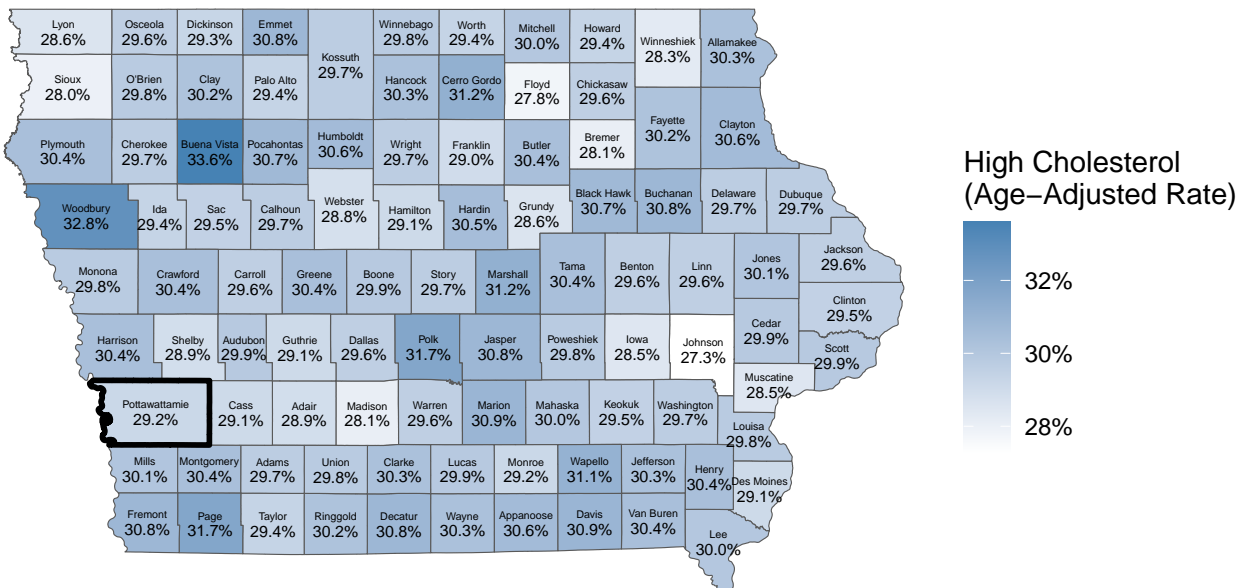 Lyon
28.6%
Osceola
29.6%
Dickinson
29.3%
Emmet
30.8%
Kossuth
29.7%
Winnebago
29.8%
Worth
29.4%
Mitchell
30.0%
Howard
29.4%
Winneshiek
28.3%
Allamakee
30.3%
Sioux
28.0%
O'Brien
29.8%
Clay
30.2%
Palo Alto
29.4%
Hancock
30.3%
Cerro Gordo
31.2%
Floyd
27.8%
Chickasaw
29.6%
Fayette
30.2%
Clayton
30.6%
Plymouth
30.4%
Cherokee
29.7%
Buena Vista
33.6%
Pocahontas
30.7%
Humboldt
30.6%
Wright
29.7%
Franklin
29.0%
Butler
30.4%
Bremer
28.1%
Woodbury
32.8%
Ida
29.4%
Sac
29.5%
Calhoun
29.7%
Webster
28.8%
Hamilton
29.1%
Hardin
30.5%
Grundy
28.6%
Black Hawk
30.7%
Buchanan
30.8%
Delaware
29.7%
Dubuque
29.7%
Monona
29.8%
Crawford
30.4%
Carroll
29.6%
Greene
30.4%
Boone
29.9%
Story
29.7%
Marshall
31.2%
Tama
30.4%
Benton
29.6%
Linn
29.6%
Jones
30.1%
Jackson
29.6%
Clinton
29.5%
Harrison
30.4%
Shelby
28.9%
Audubon
29.9%
Guthrie
29.1%
Dallas
29.6%
Polk
31.7%
Jasper
30.8%
Poweshiek
29.8%
Iowa
28.5%
Johnson
27.3%
Cedar
29.9%
Scott
29.9%
Muscatine
28.5%
Pottawattamie
29.2%
Cass
29.1%
Adair
28.9%
Madison
28.1%
Warren
29.6%
Marion
30.9%
Mahaska
30.0%
Keokuk
29.5%
Washington
29.7%
Louisa
29.8%
Mills
30.1%
Montgomery
30.4%
Adams
29.7%
Union
29.8%
Clarke
30.3%
Lucas
29.9%
Monroe
29.2%
Wapello
31.1%
Jefferson
30.3%
Henry
30.4%
Des Moines
29.1%
Fremont
30.8%
Page
31.7%
Taylor
29.4%
Ringgold
30.2%
Decatur
30.8%
Wayne
30.3%
Appanoose
30.6%
Davis
30.9%
Van Buren
30.4%
Lee
30.0%
High Cholesterol
(Age−Adjusted Rate)
32%
30%
28%